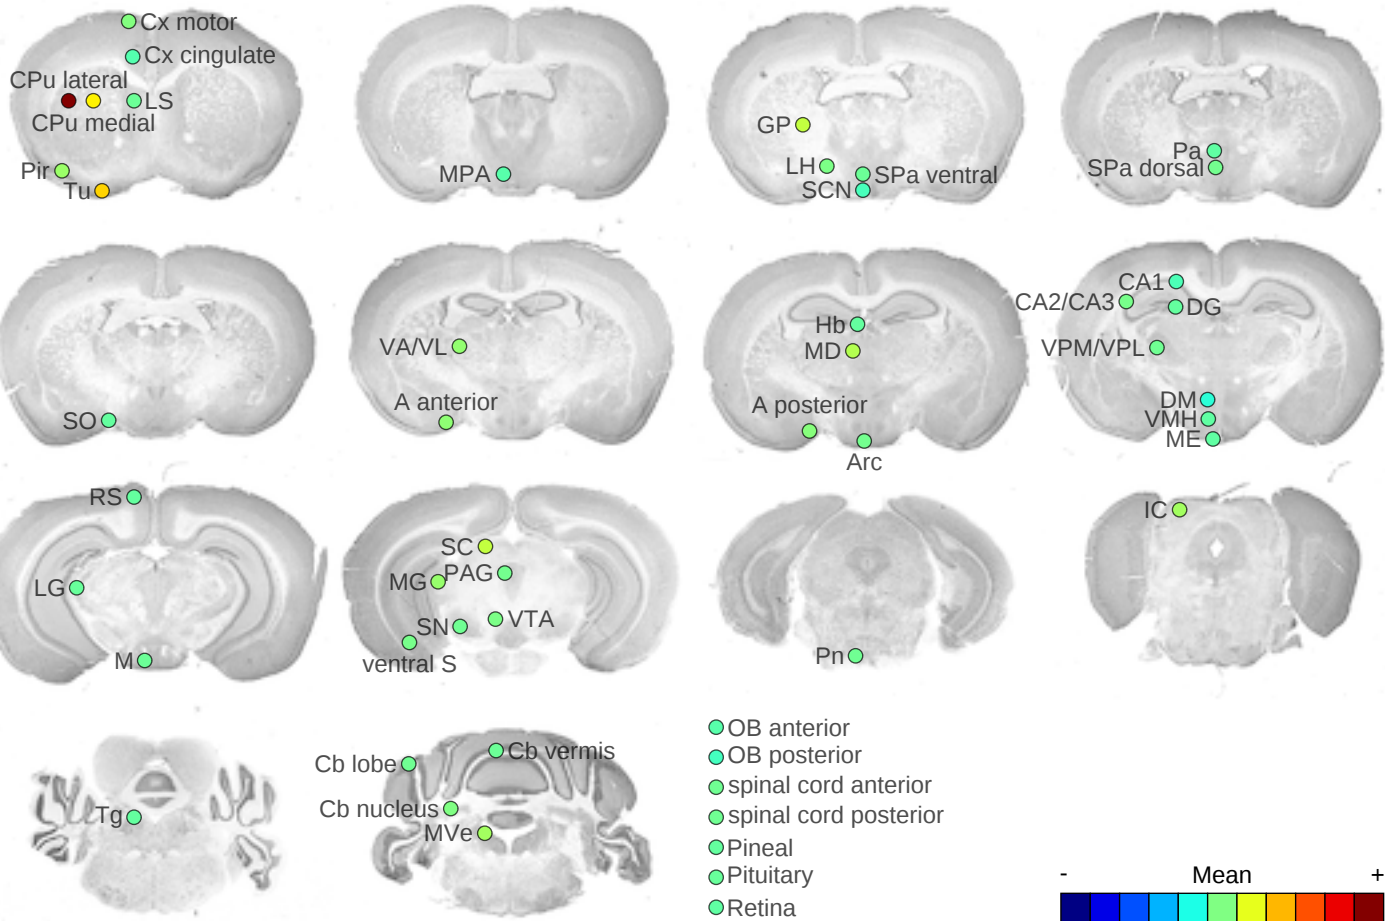 Cx motor
Cx cingulate
CPu lateral
LS
CPu medial
Pir
Tu
MPA
GP
LH
SPa ventral
SCN
Pa
SPa dorsal
SO
VA/VL
A anterior
Hb
MD
A posterior
Arc
CA1
CA2/CA3
DG
VPM/VPL
DM
VMH
ME
RS
LG
M
SC
MG
PAG
SN
VTA
ventral S
Pn
IC
Tg
Cb lobe
Cb vermis
Cb nucleus
MVe
OB anterior
OB posterior
spinal cord anterior
spinal cord posterior
Pineal
Pituitary
Retina
- Mean +